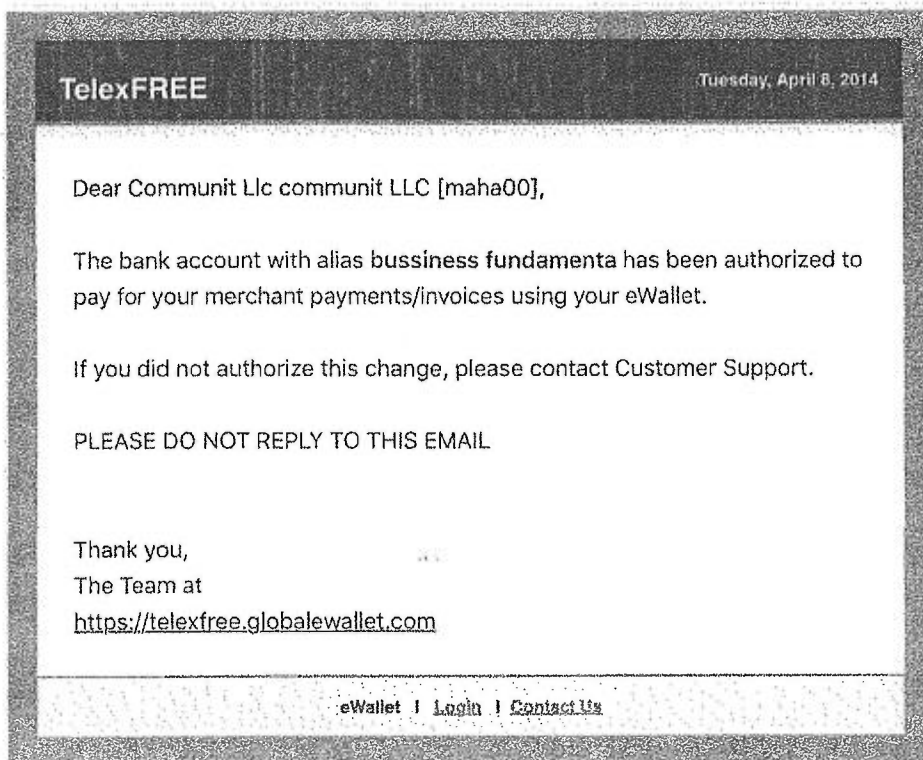 TelexFREE
Tuesday, April 8, 2014
Dear Communit Llc communit LLC [maha00],
The bank account with alias bussiness fundamenta has been authorized to
pay for your merchant payments/invoices using your eWallet.
If you did not authorize this change, please contact Customer Support.
PLEASE DO NOT REPLY TO THIS EMAIL
Thank you,
The Team at
https://telexfree.globalewallet.com
eWallet | Login | Contact Us